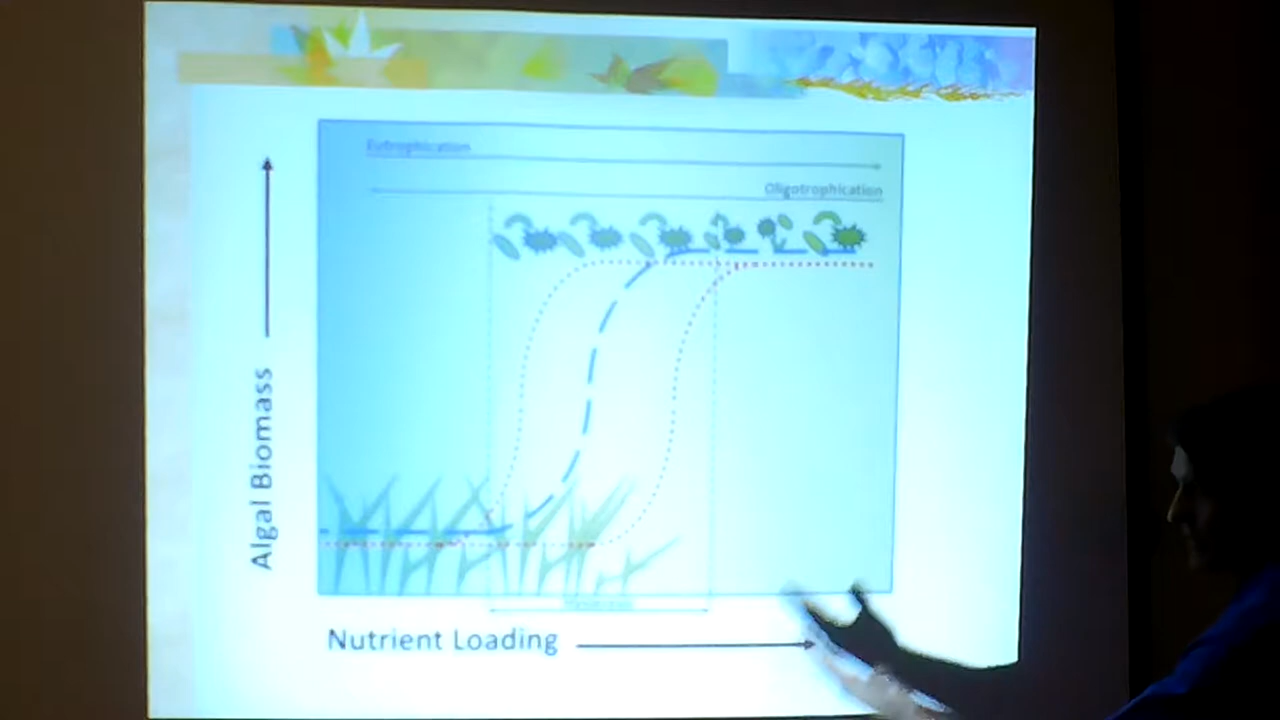 Eutrophication
Oligotrophication
Algal Biomass
Nutrient Loading